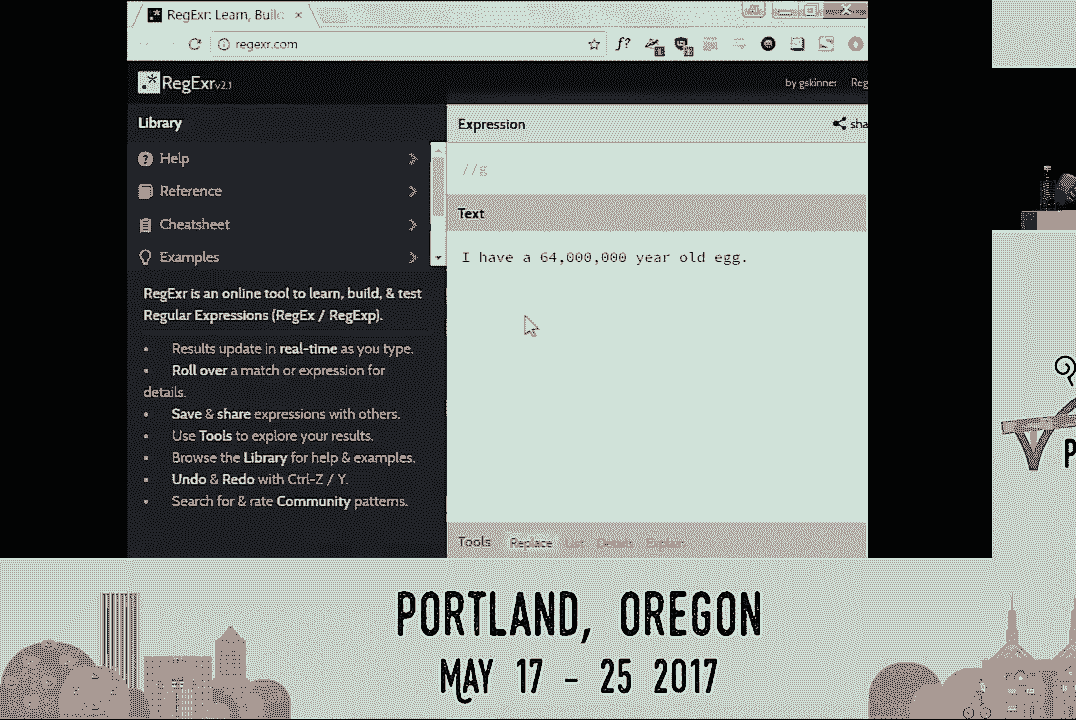 RegExr: Learn, Buil
regexr.com
f?
RegExr v2.1
by gskinner Reg
Library
Expression
sha
Help
//g
Reference
Text
Cheatsheet
I have a 64,000,000 year old egg.
Examples
RegExr is an online tool to learn, build, & test
Regular Expressions (RegEx / RegExp).
• Results update in real-time as you type.
• Roll over a match or expression for
details.
• Save & share expressions with others.
• Use Tools to explore your results.
• Browse the Library for help & examples.
• Undo & Redo with Ctrl-Z / Y.
• Search for & rate Community patterns.
Tools Replace List Details Explain
P
PORTLAND, OREGON
MAY 17 - 25 2017